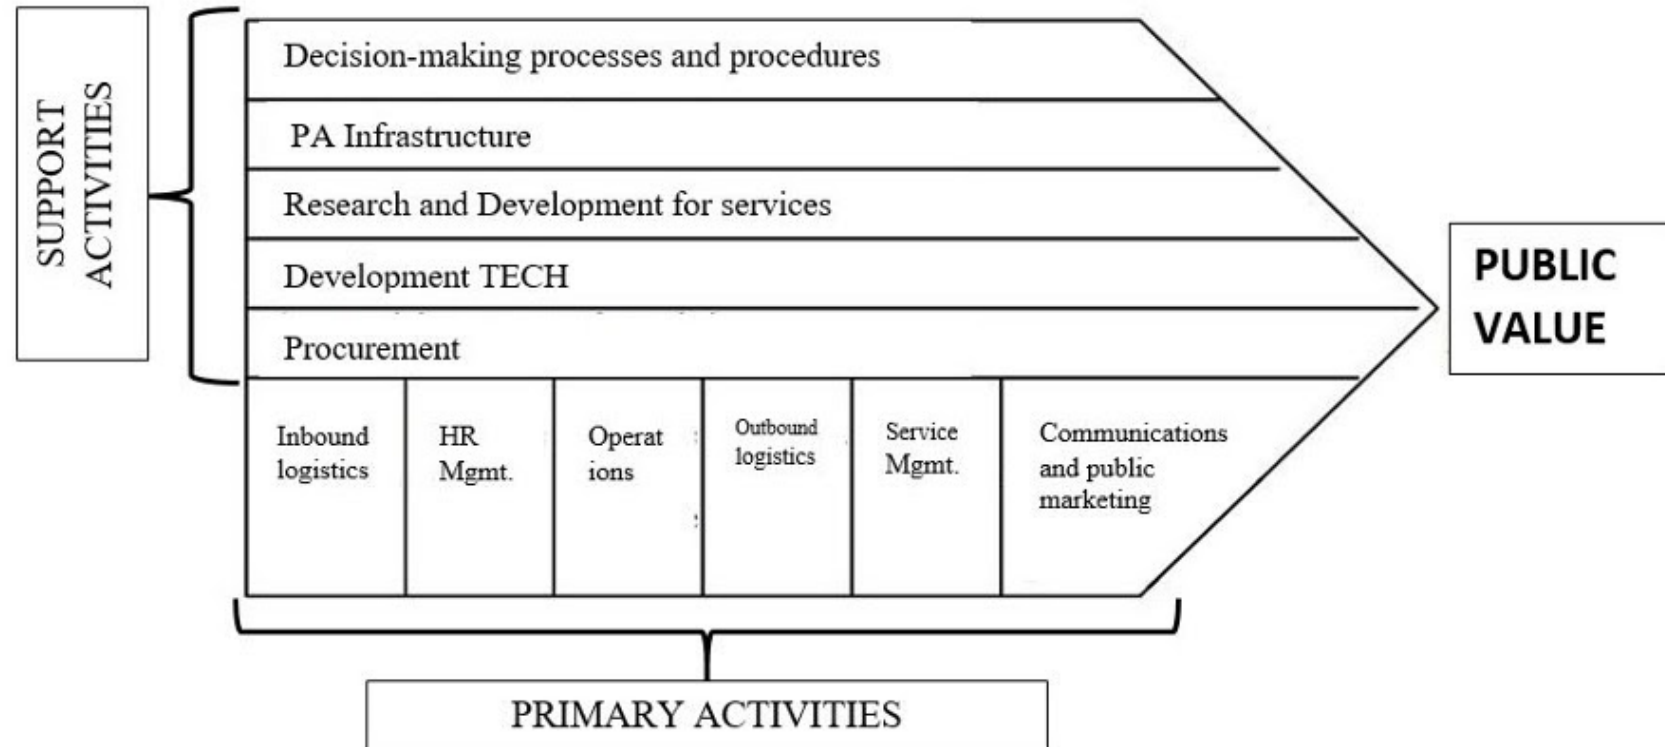 SUPPORT
ACTIVITIES
Decision-making processes and procedures
PA Infrastructure
Research and Development for services
Development TECH
Procurement
Inbound
logistics
HR
Mgmt.
Operat
ions
Outbound
logistics
Service
Mgmt.
Communications
and public
marketing
PUBLIC
VALUE
PRIMARY ACTIVITIES